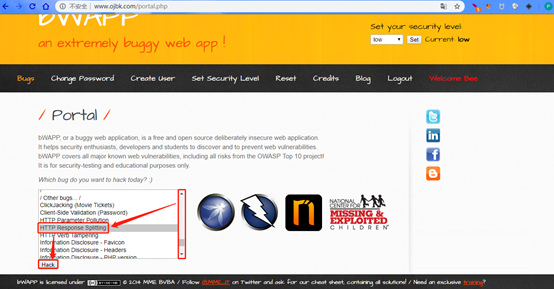 不安全 www.ojbk.com/portal.php
bWAPP
an extremely buggy web app !
Set your security level:
low Set Current: low
Bugs Change Password Create User Set Security Level Reset Credits Blog Logout Welcome Bee
/ Portal /
bWAPP, or a buggy web application, is a free and open source deliberately insecure web application.
It helps security enthusiasts, developers and students to discover and to prevent web vulnerabilities.
bWAPP covers all major known web vulnerabilities, including all risks from the OWASP Top 10 project!
It is for security-testing and educational purposes only.
Which bug do you want to hack today? :)
/ Other bugs... /
ClickJacking (Movie Tickets)
Client-Side Validation (Password)
HTTP Parameter Pollution
HTTP Response Splitting
HTTP Verb Tampering
Information Disclosure - Favicon
Information Disclosure - Headers
Information Disclosure - PHP version
Hack
NATIONAL CENTER FOR
MISSING &
EXPLOITED
CHILDREN
bWAPP is licensed under © 2014 MME BVBA / Follow @MME_IT on Twitter and ask for our cheat sheet, containing all solutions! / Need an exclusive training?